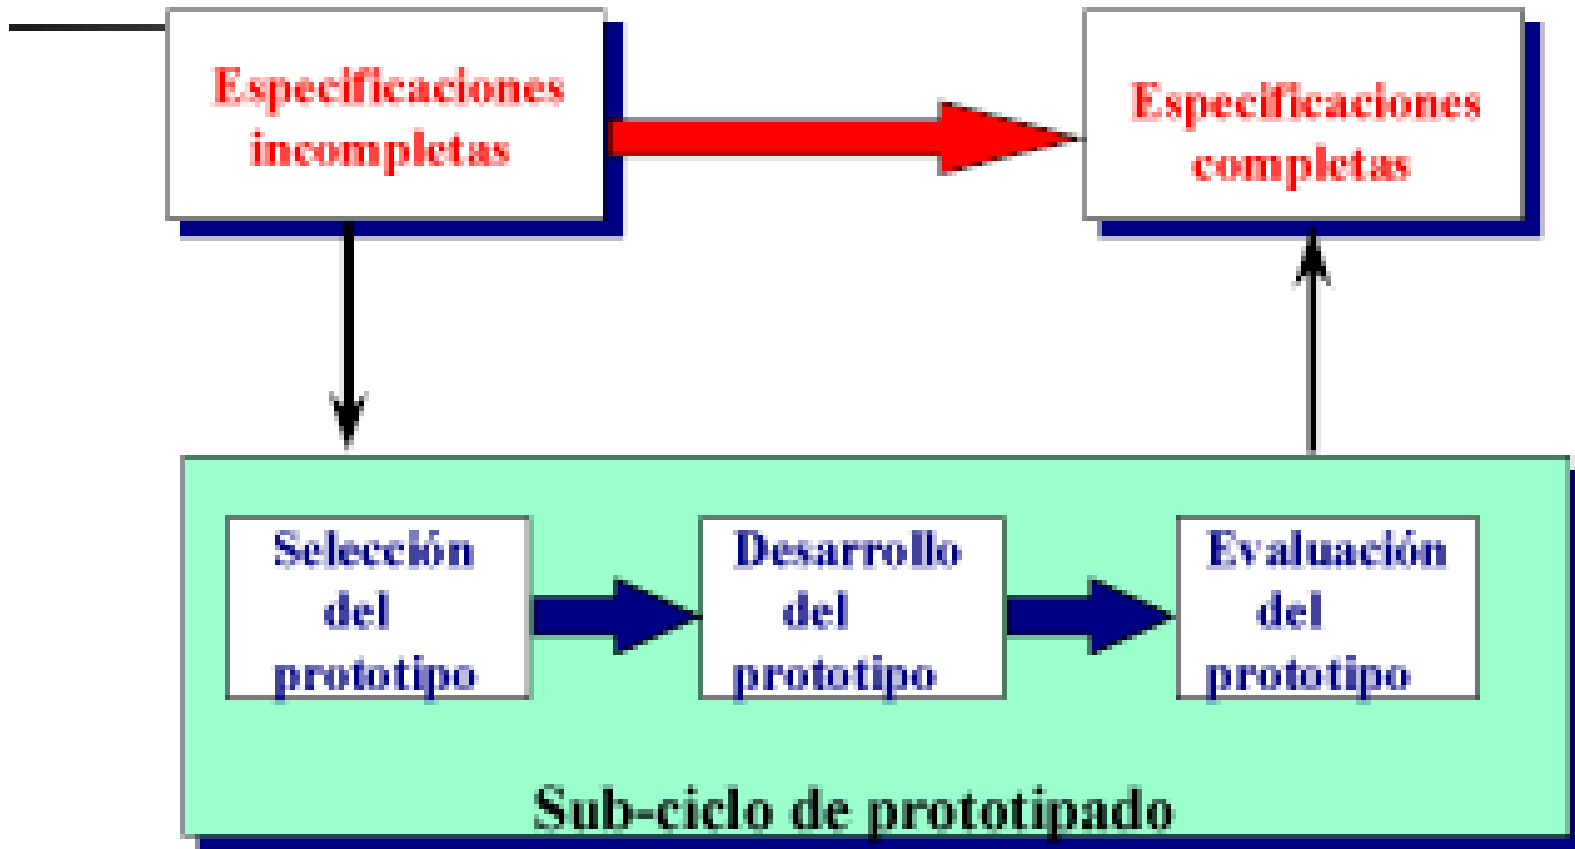 Especificaciones
incompletas
Especificaciones
completas
Selección
del
prototipo
Desarrollo
del
prototipo
Evaluación
del
prototipo
Sub-ciclo de prototipado